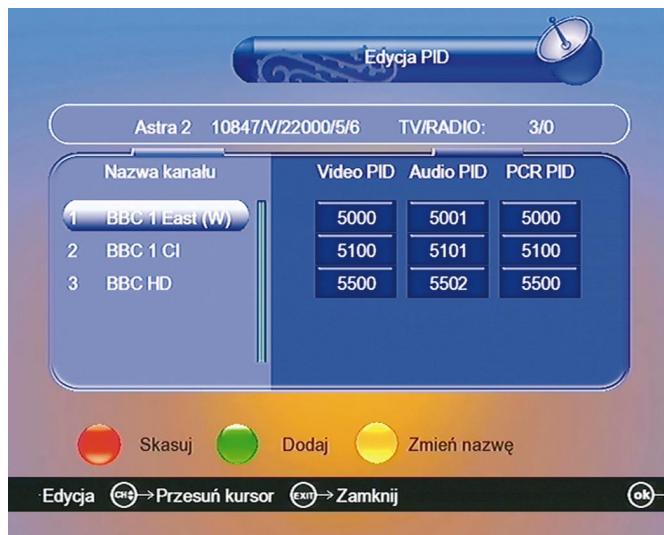 Edycja PID
Astra 2 10847/V/22000/5/6 TV/RADIO: 3/0
Nazwa kanału Video PID Audio PID PCR PID
1 BBC 1 East (W) 5000 5001 5000
2 BBC 1 CI 5100 5101 5100
3 BBC HD 5500 5502 5500
Skasuj Dodaj Zmień nazwę
Edycja CH Przesuń kursor EXIT Zamknij ok